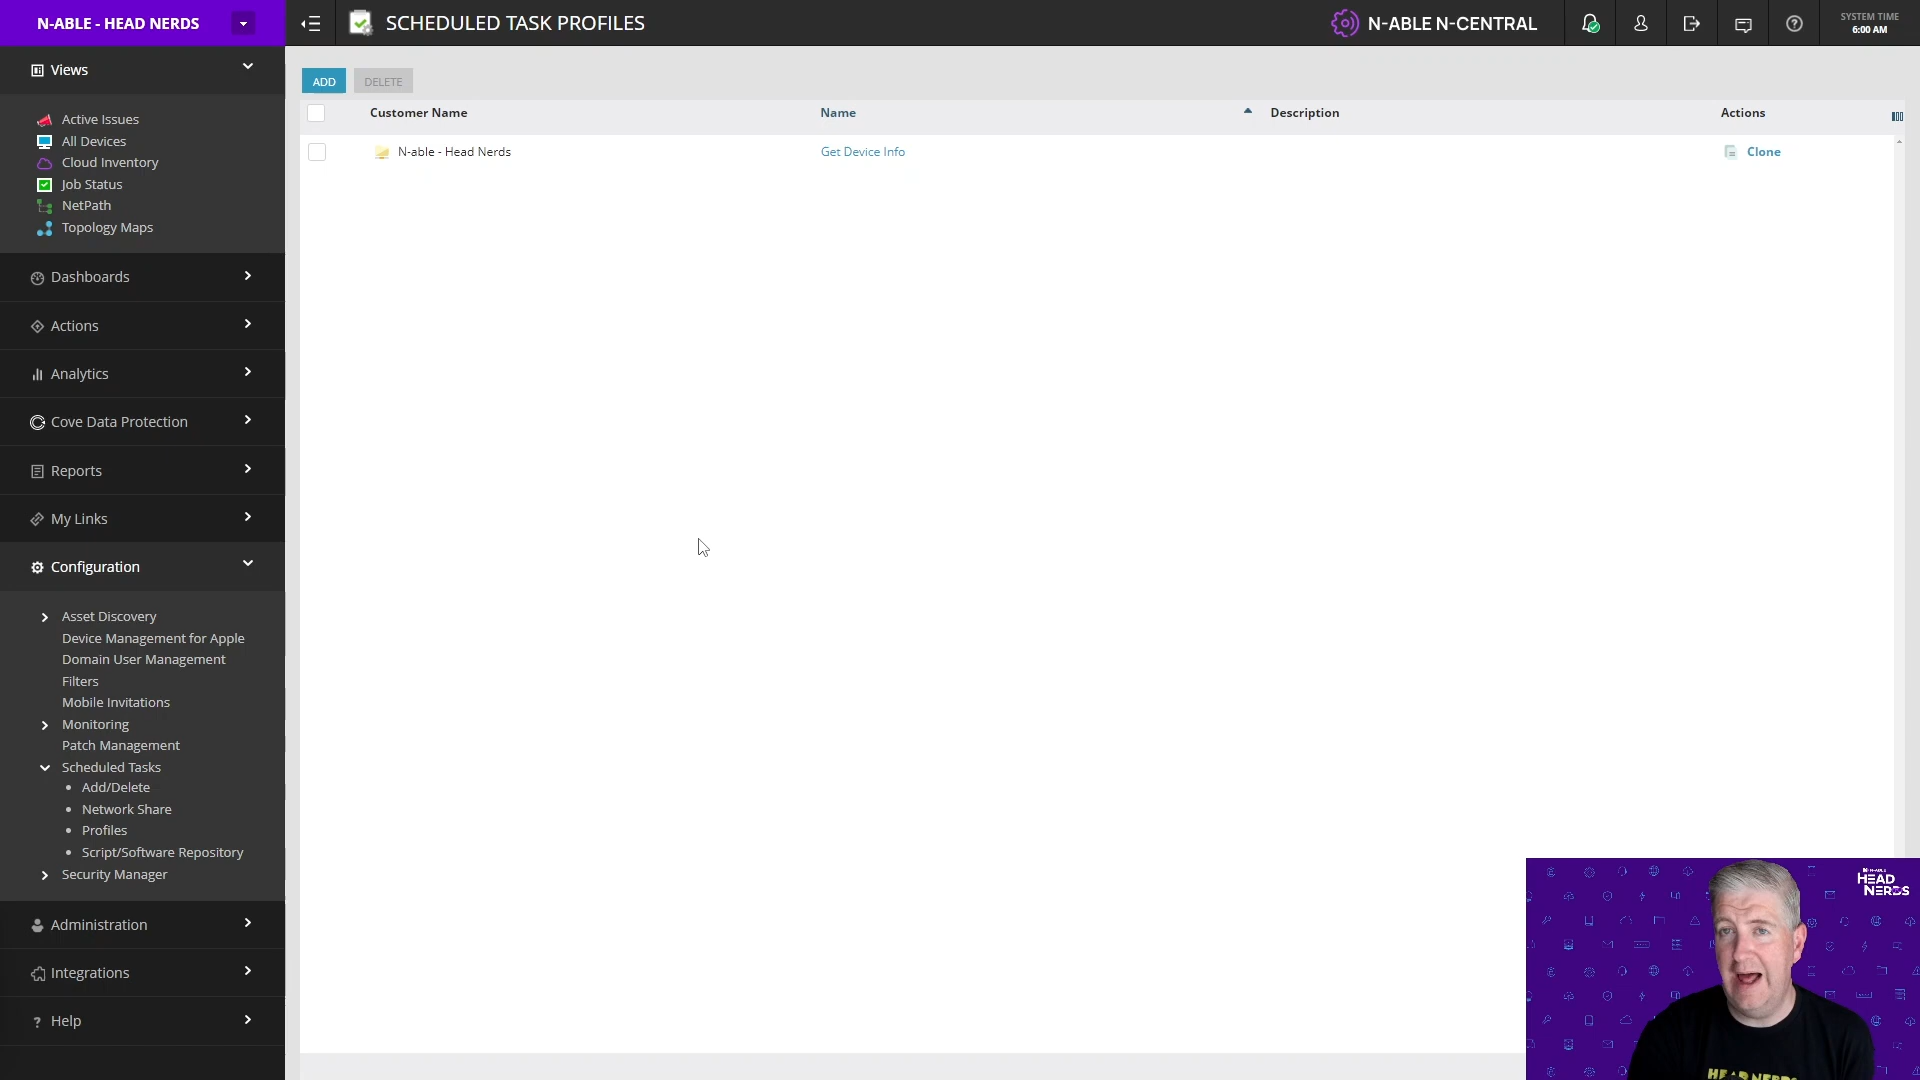 N-ABLE - HEAD NERDS
SCHEDULED TASK PROFILES
N-ABLE N-CENTRAL
SYSTEM TIME
6:00 AM
Views
Active Issues
All Devices
Cloud Inventory
Job Status
NetPath
Topology Maps
Dashboards
Actions
Analytics
Cove Data Protection
Reports
My Links
Configuration
Asset Discovery
Device Management for Apple
Domain User Management
Filters
Mobile Invitations
Monitoring
Patch Management
Scheduled Tasks
Add/Delete
Network Share
Profiles
Script/Software Repository
Security Manager
Administration
Integrations
Help
ADD DELETE
Customer Name Name Description Actions
N-able - Head Nerds Get Device Info Clone
N-ABLE
HEAD
NERDS
HEAD NERDS